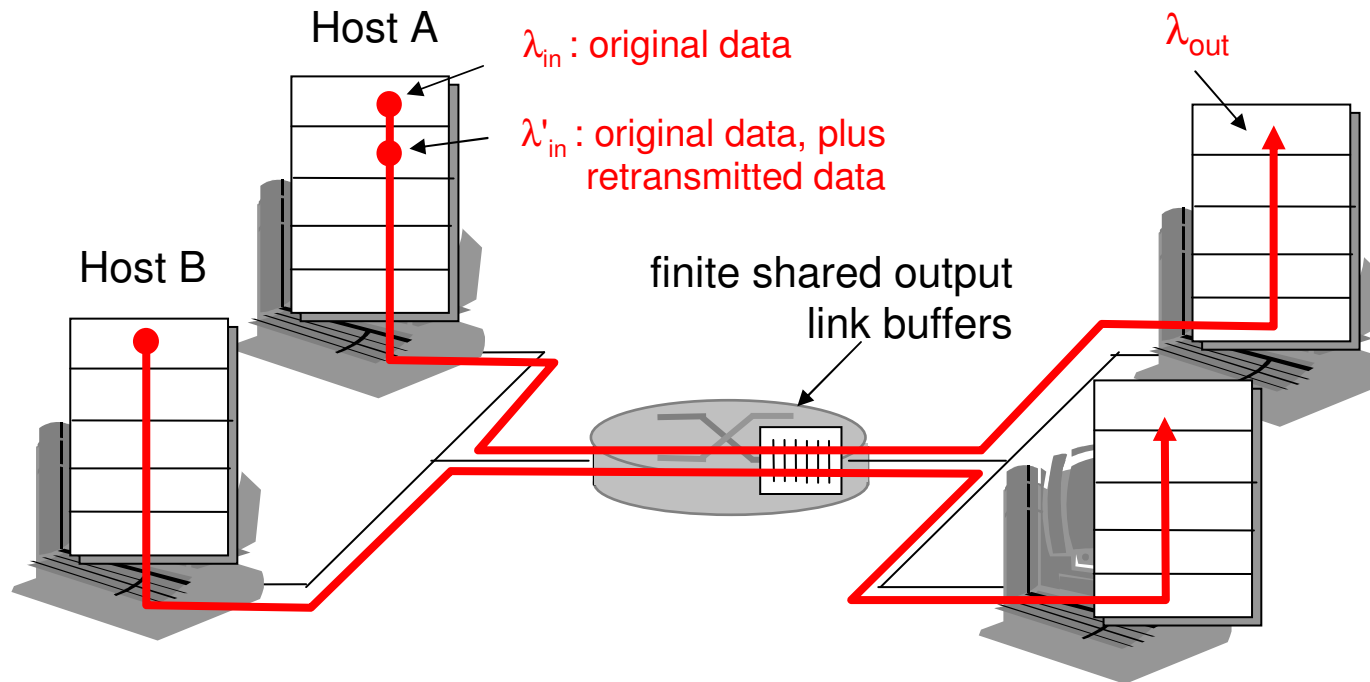 Host A
λin : original data
λ'in : original data, plus
retransmitted data
λout
Host B
finite shared output
link buffers